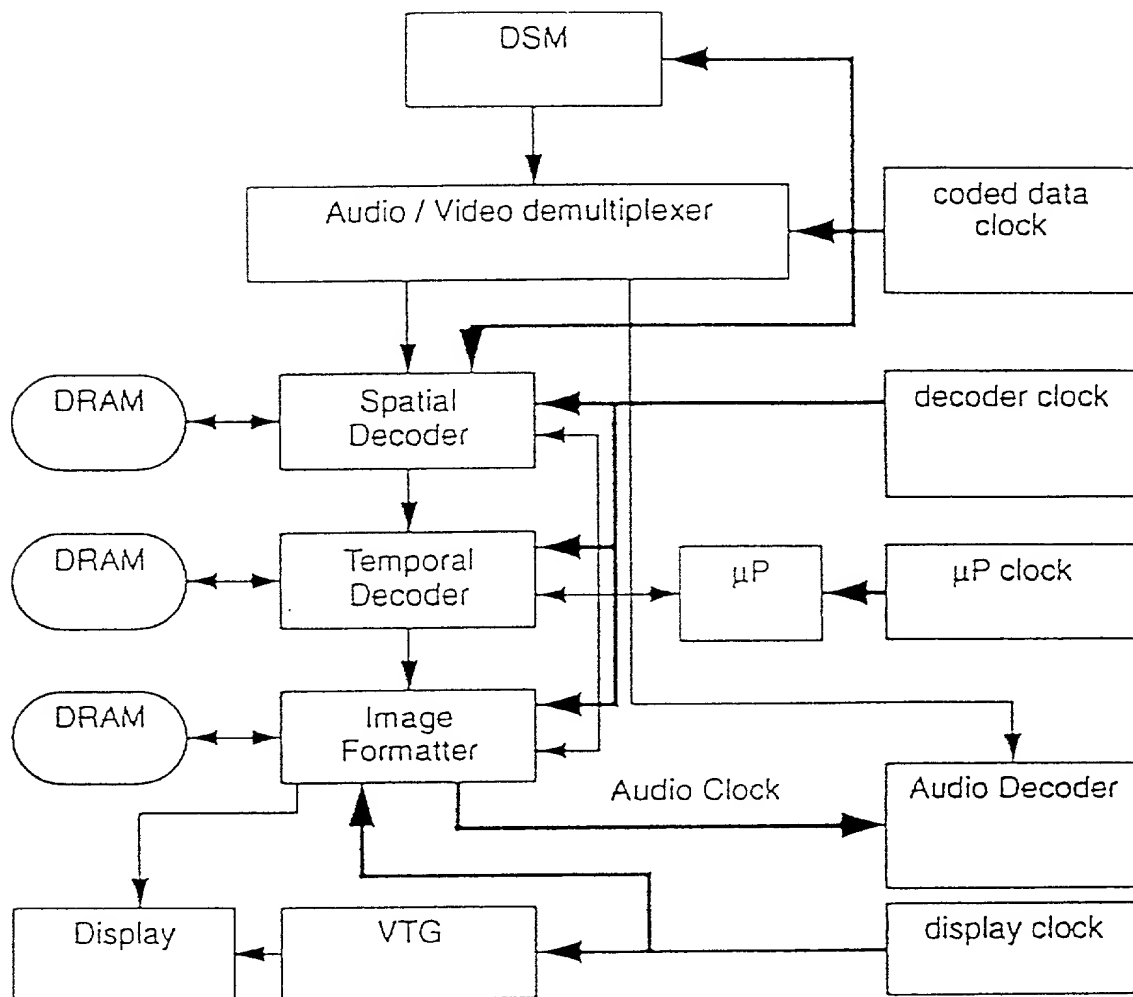 DSM
Audio / Video demultiplexer
coded data
clock
DRAM
Spatial
Decoder
decoder clock
DRAM
Temporal
Decoder
µP
µP clock
DRAM
Image
Formatter
Audio Clock
Audio Decoder
Display
VTG
display clock